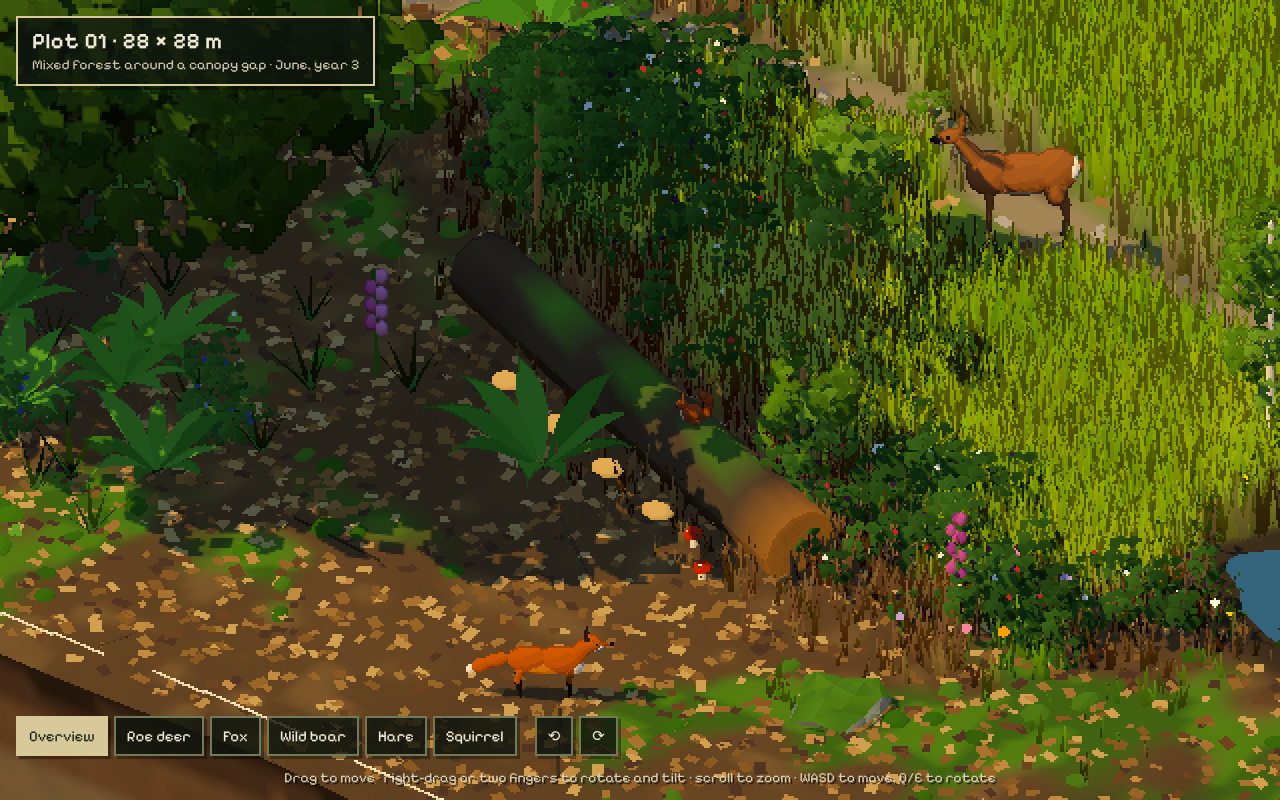 Plot 01 · 28 × 28 m
Mixed forest around a canopy gap · June, year 3
Overview
Roe deer
Fox
Wild boar
Hare
Squirrel
⟲
⟳
Drag to move · right-drag or two fingers to rotate and tilt · scroll to zoom · WASD to move, Q/E to rotate